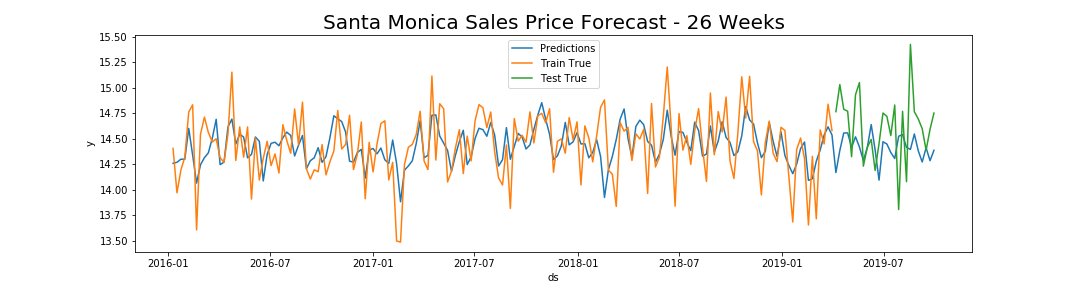 Santa Monica Sales Price Forecast - 26 Weeks
Predictions
Train True
Test True
15.50
15.25
15.00
14.75
14.50
14.25
14.00
13.75
13.50
y
2016-01
2016-07
2017-01
2017-07
2018-01
2018-07
2019-01
2019-07
ds